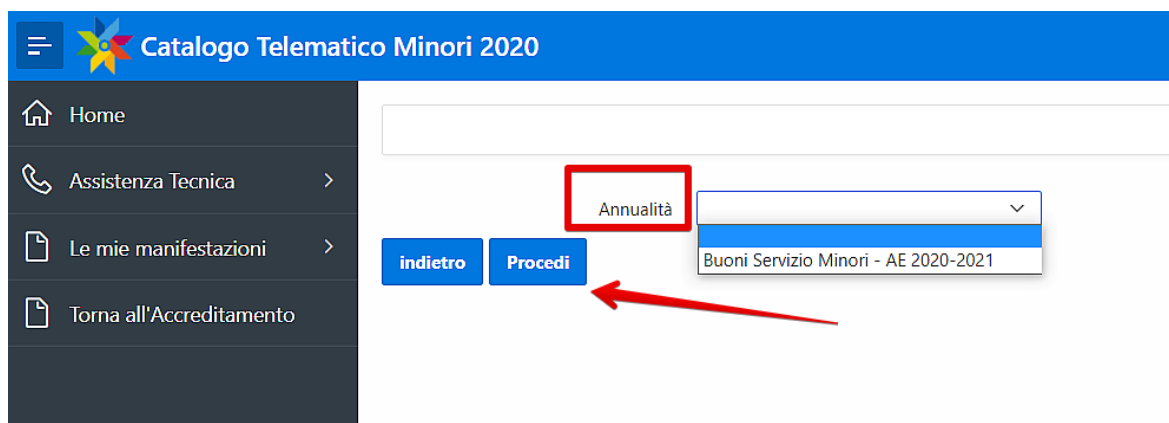 Catalogo Telematico Minori 2020
Home
Assistenza Tecnica
Le mie manifestazioni
Torna all'Accreditamento
Annualità
Buoni Servizio Minori - AE 2020-2021
indietro
Procedi